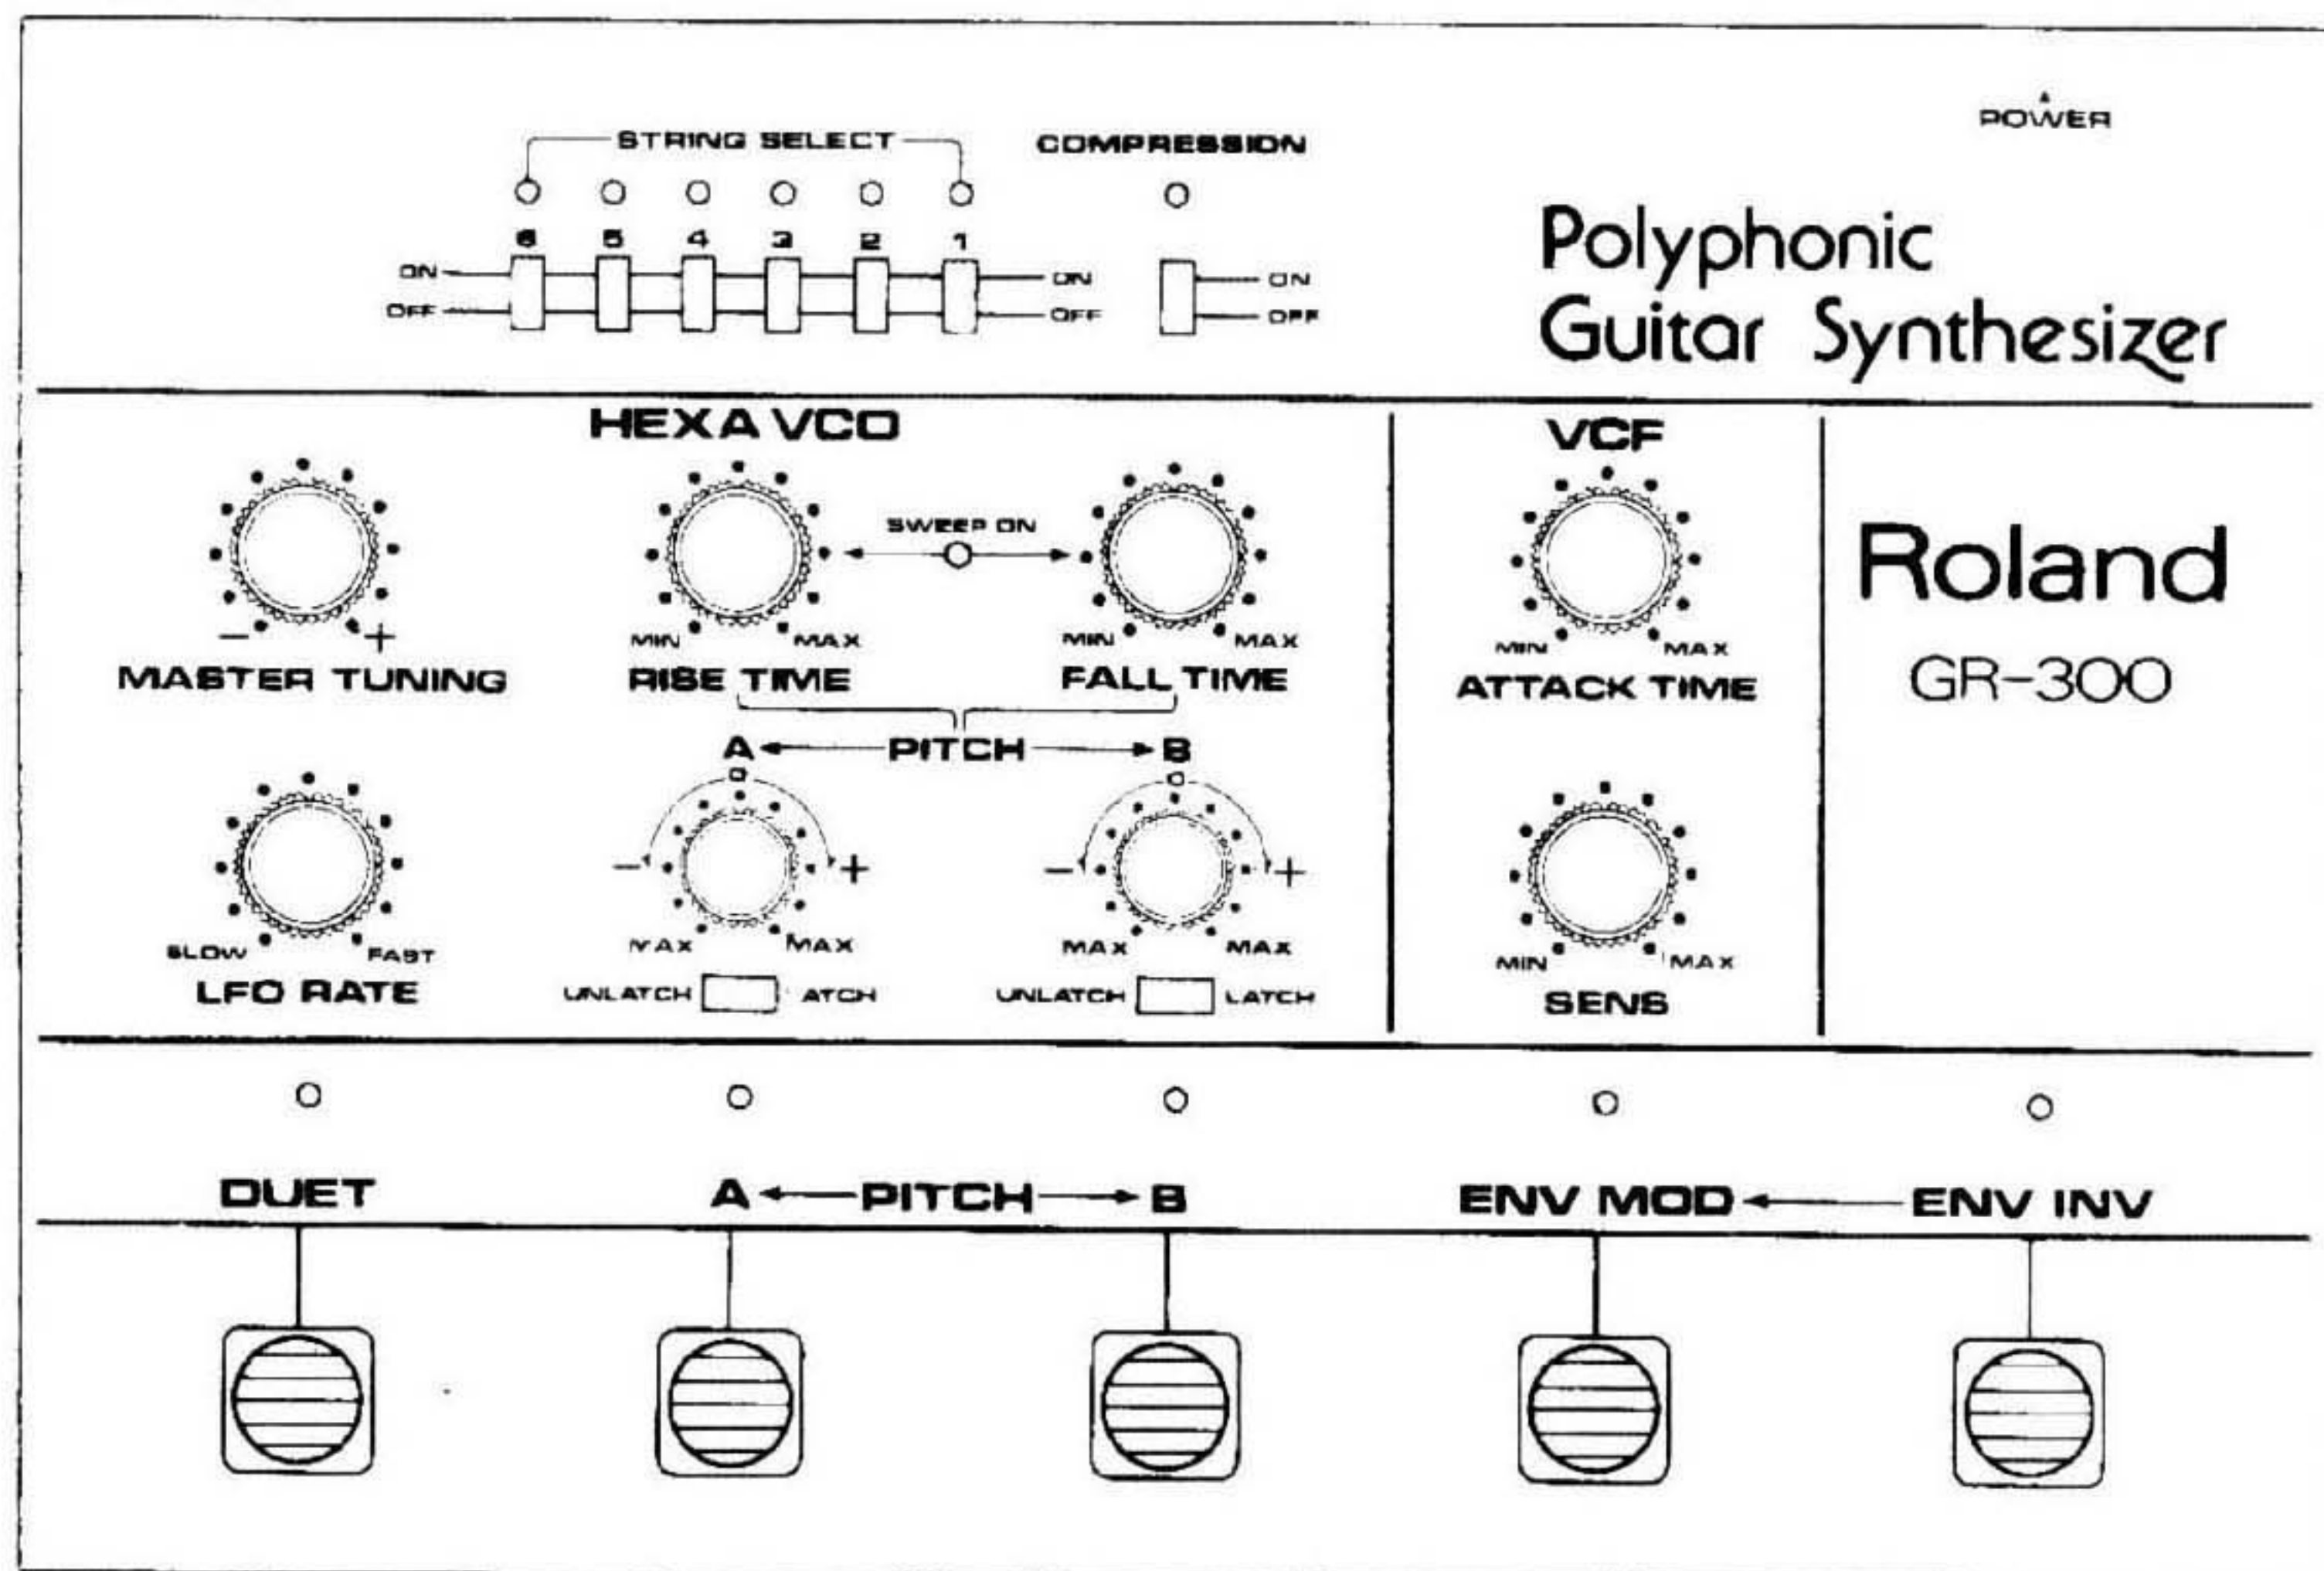 POWER
STRING SELECT COMPRESSION
6 5 4 3 2 1
ON ON ON
OFF OFF OFF
Polyphonic
Guitar Synthesizer
HEXA VCO
SWEEP ON
- +
MIN MAX MIN MAX
MASTER TUNING RISE TIME FALL TIME
A PITCH B
- + - +
SLOW FAST MAX MAX MAX MAX
LFO RATE UNLATCH ATCH UNLATCH LATCH
VCF
MIN MAX
ATTACK TIME
MIN MAX
SENS
Roland
GR-300
DUET A PITCH B ENV MOD ENV INV